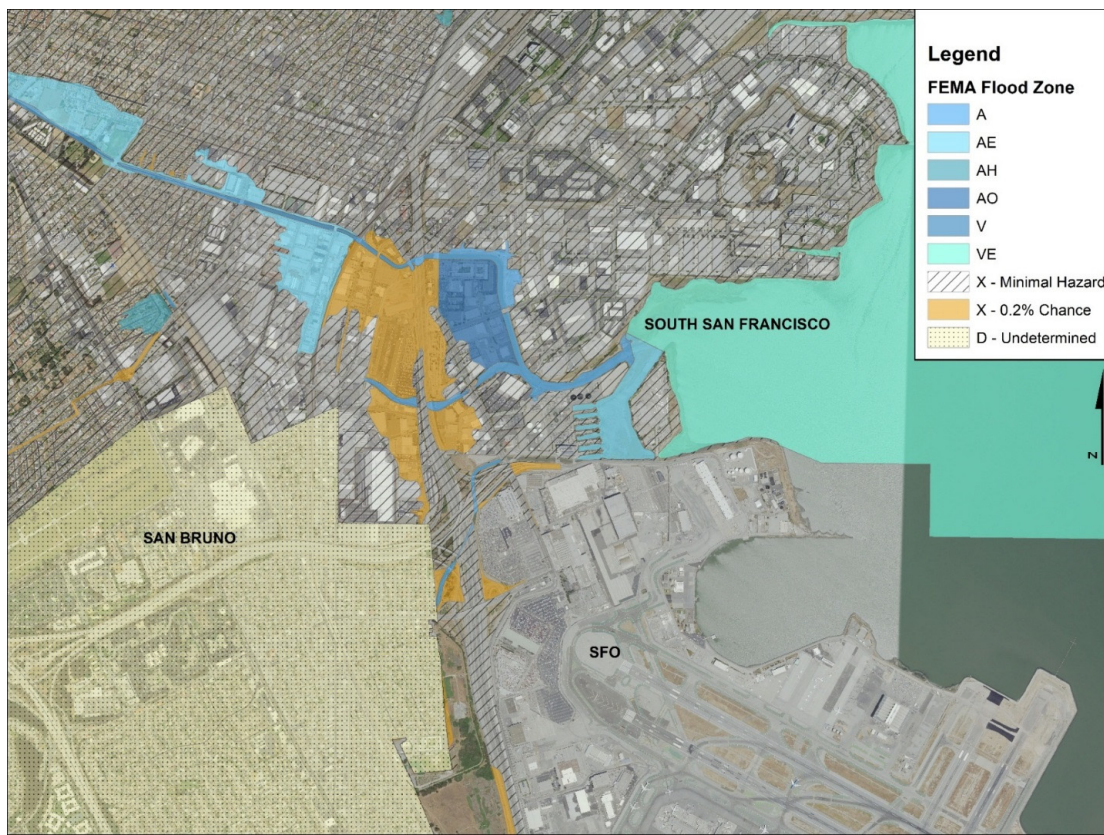 Legend
FEMA Flood Zone
A
AE
AH
AO
V
VE
X - Minimal Hazard
X - 0.2% Chance
D - Undetermined
SOUTH SAN FRANCISCO
SAN BRUNO
SFO
N